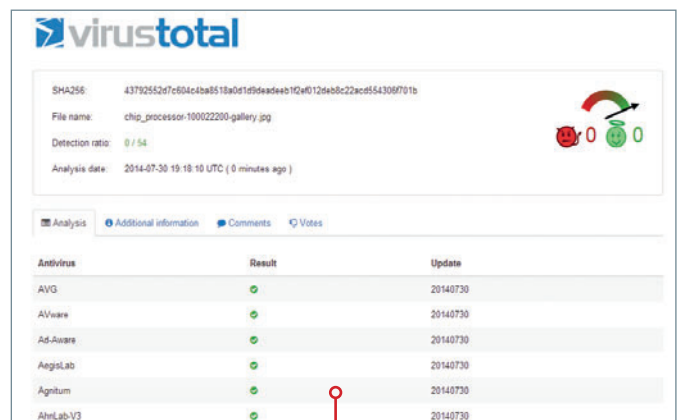 virustotal
SHA256: 43792552d7c604c4ba8518a0d1d9deadeeb1f2ef012deb8c22acd554306f701b
File name: chip_processor-100022200-gallery.jpg
Detection ratio: 0 / 54
Analysis date: 2014-07-30 19:18:10 UTC ( 0 minutes ago )
0 0
Analysis Additional information Comments Votes
Antivirus Result Update
AVG 20140730
AVware 20140730
Ad-Aware 20140730
AegisLab 20140730
Agnitum 20140730
AhnLab-V3 20140730